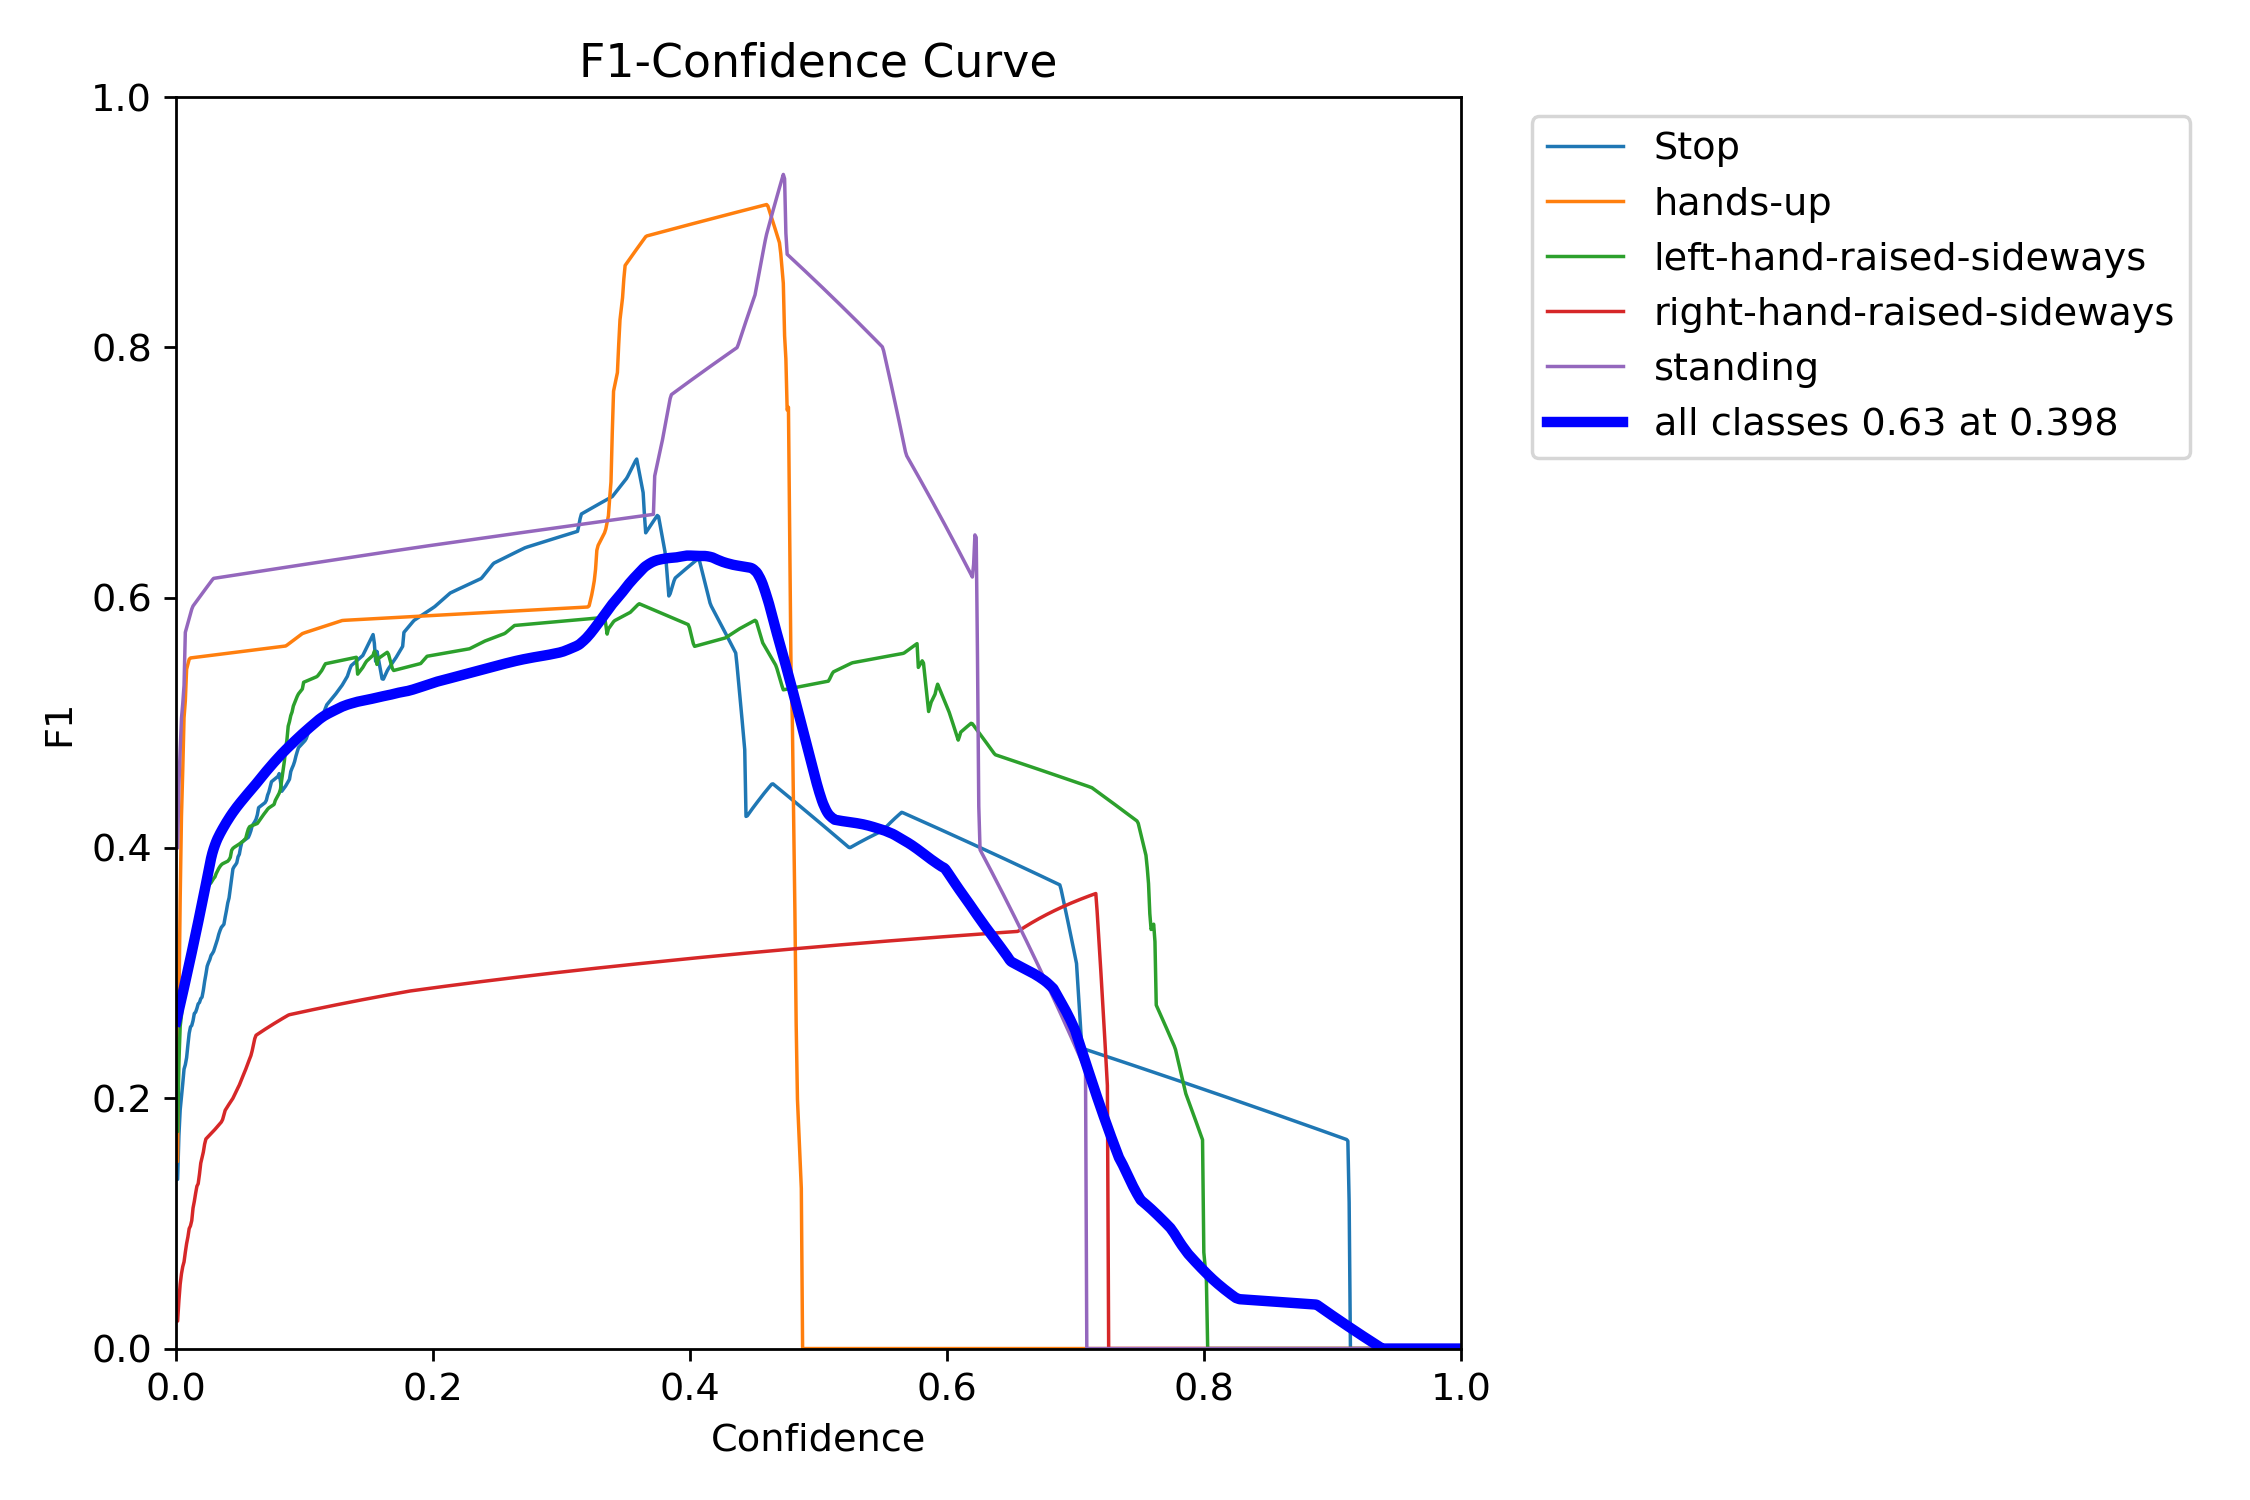 F1-Confidence Curve
1.0
0.8
0.6
0.4
0.2
0.0
F1
0.0 0.2 0.4 0.6 0.8 1.0
Confidence
Stop
hands-up
left-hand-raised-sideways
right-hand-raised-sideways
standing
all classes 0.63 at 0.398